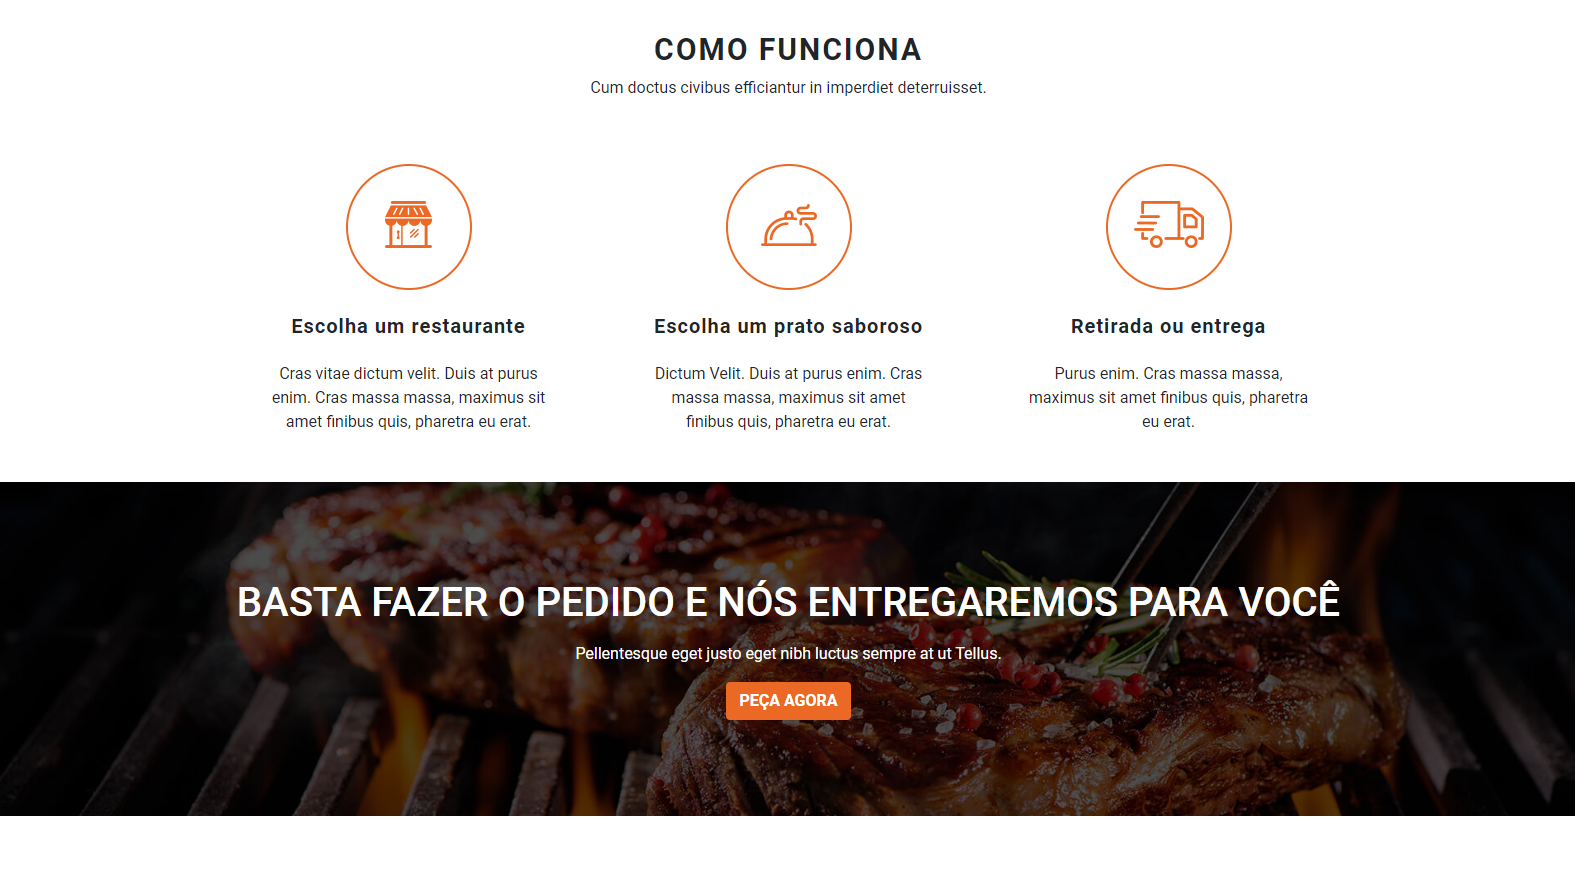 COMO FUNCIONA
Cum doctus civibus efficiantur in imperdiet deterruisset.
Escolha um restaurante
Cras vitae dictum velit. Duis at purus
enim. Cras massa massa, maximus sit
amet finibus quis, pharetra eu erat.
Escolha um prato saboroso
Dictum Velit. Duis at purus enim. Cras
massa massa, maximus sit amet
finibus quis, pharetra eu erat.
Retirada ou entrega
Purus enim. Cras massa massa,
maximus sit amet finibus quis, pharetra
eu erat.
BASTA FAZER O PEDIDO E NÓS ENTREGAREMOS PARA VOCÊ
Pellentesque eget justo eget nibh luctus sempre at ut Tellus.
PEÇA AGORA